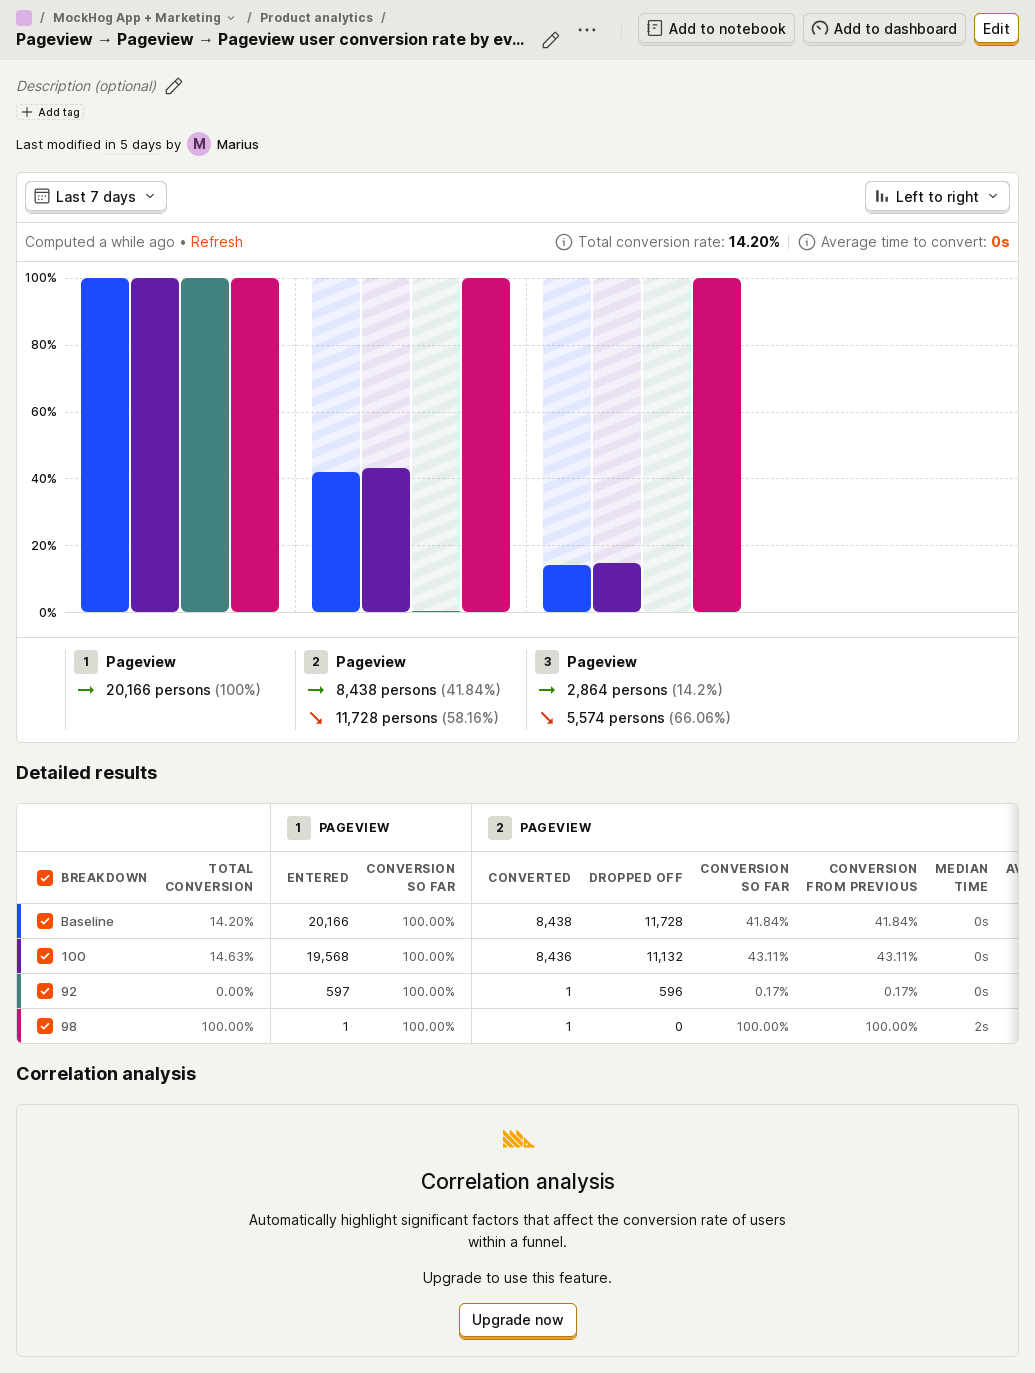 / MockHog App + Marketing / Product analytics /
Pageview → Pageview → Pageview user conversion rate by ev...
Add to notebook
Add to dashboard
Edit
Description (optional)
Add tag
Last modified in 5 days by M Marius
Last 7 days
Left to right
Computed a while ago • Refresh
Total conversion rate: 14.20%
Average time to convert: 0s
100%
80%
60%
40%
20%
0%
1 Pageview
20,166 persons (100%)
2 Pageview
8,438 persons (41.84%)
11,728 persons (58.16%)
3 Pageview
2,864 persons (14.2%)
5,574 persons (66.06%)
Detailed results
1 PAGEVIEW 2 PAGEVIEW
BREAKDOWN TOTAL CONVERSION ENTERED CONVERSION SO FAR CONVERTED DROPPED OFF CONVERSION SO FAR CONVERSION FROM PREVIOUS MEDIAN TIME
Baseline 14.20% 20,166 100.00% 8,438 11,728 41.84% 41.84% 0s
100 14.63% 19,568 100.00% 8,436 11,132 43.11% 43.11% 0s
92 0.00% 597 100.00% 1 596 0.17% 0.17% 0s
98 100.00% 1 100.00% 1 0 100.00% 100.00% 2s
Correlation analysis
Correlation analysis
Automatically highlight significant factors that affect the conversion rate of users
within a funnel.
Upgrade to use this feature.
Upgrade now